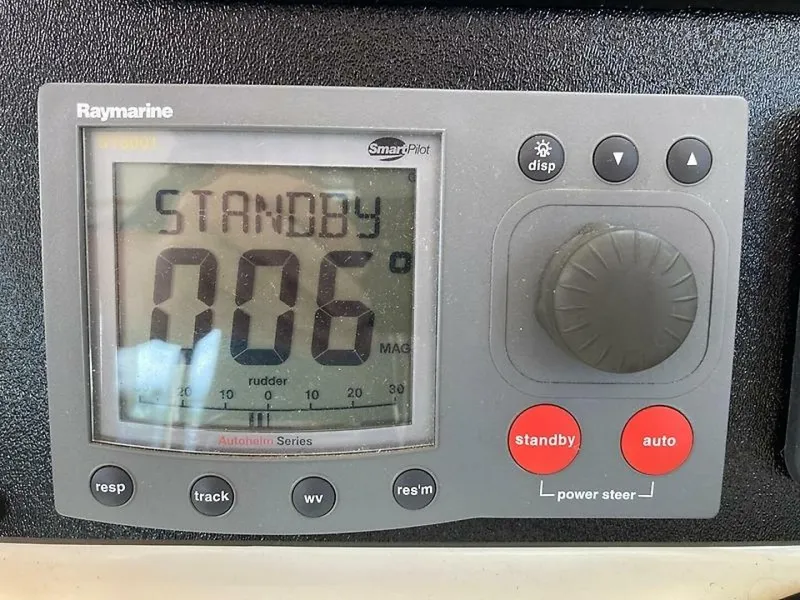 Raymarine
ST8001
SmartPilot
disp
STANDBY
006°
MAG
rudder
20 10 0 10 20 30
Autohelm Series
standby
auto
power steer
resp
track
wv
res'm